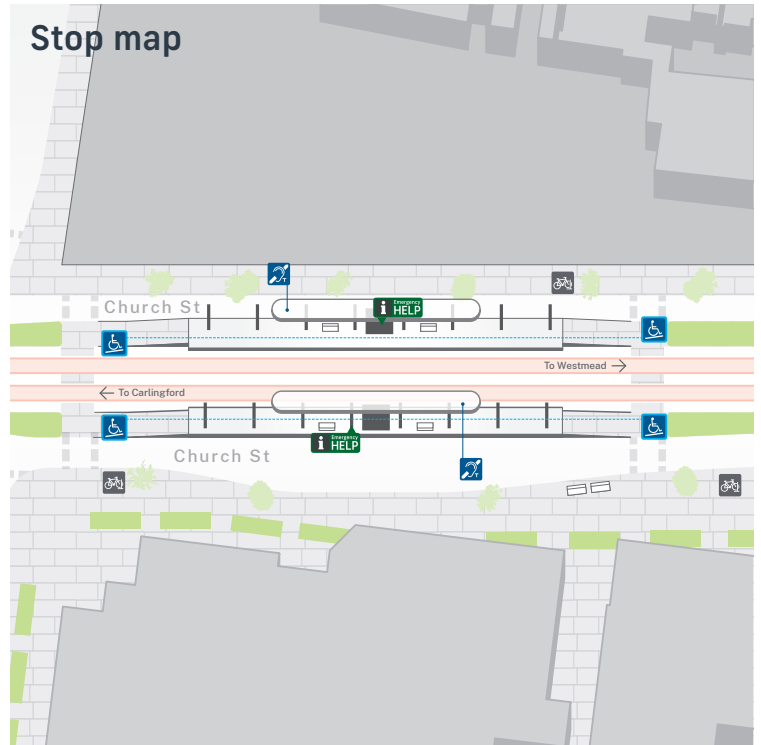 Stop map
T
Church St
Emergency
i HELP
To Westmead
To Carlingford
Emergency
i HELP
Church St
T